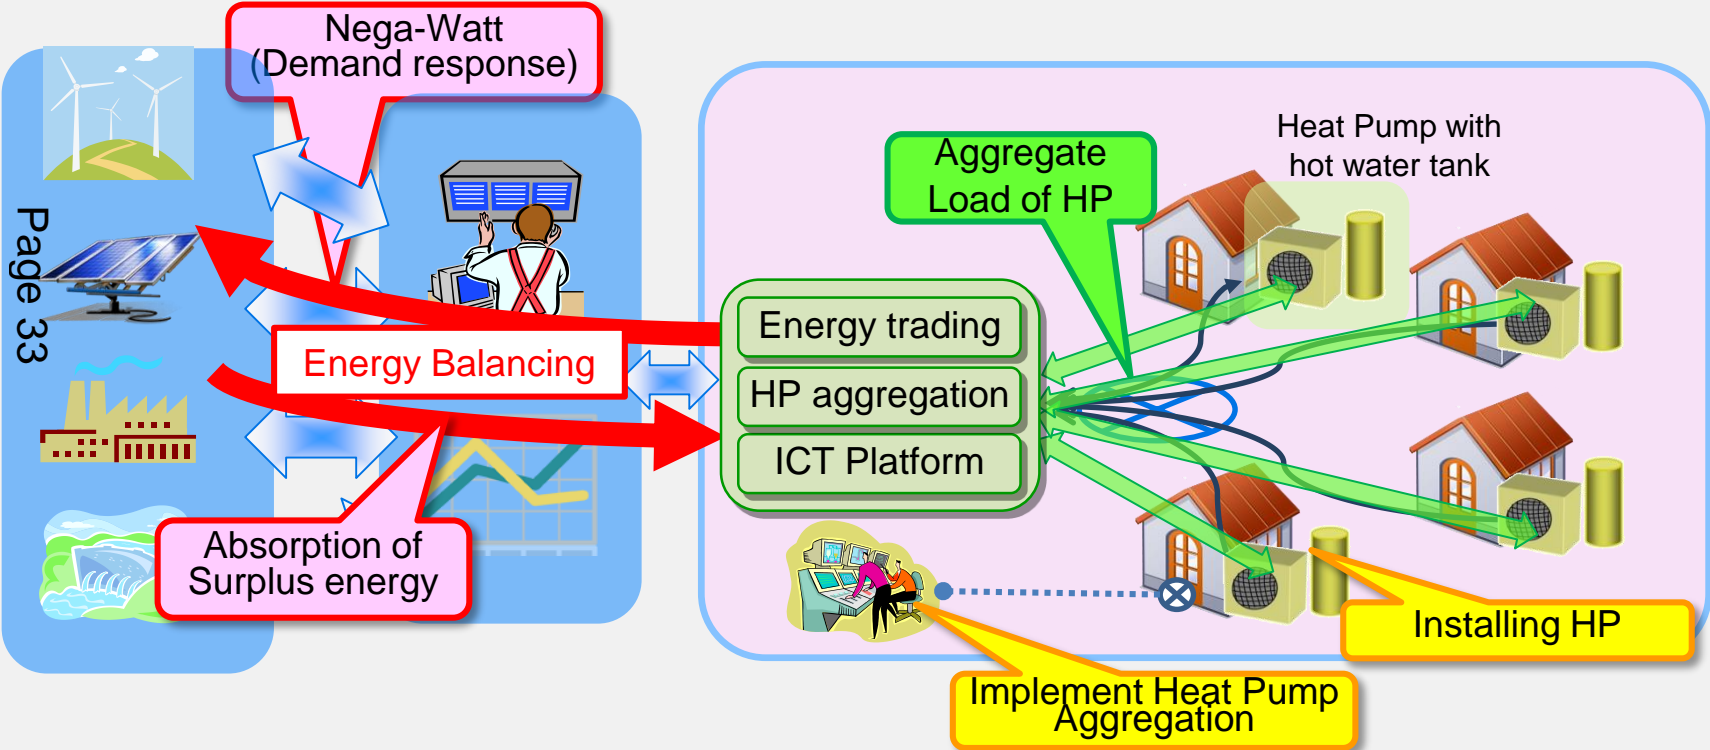 Nega-Watt
(Demand response)
Page 33
Heat Pump with
hot water tank
Aggregate
Load of HP
Energy trading
Energy Balancing
HP aggregation
ICT Platform
Absorption of
Surplus energy
Installing HP
Implement Heat Pump
Aggregation